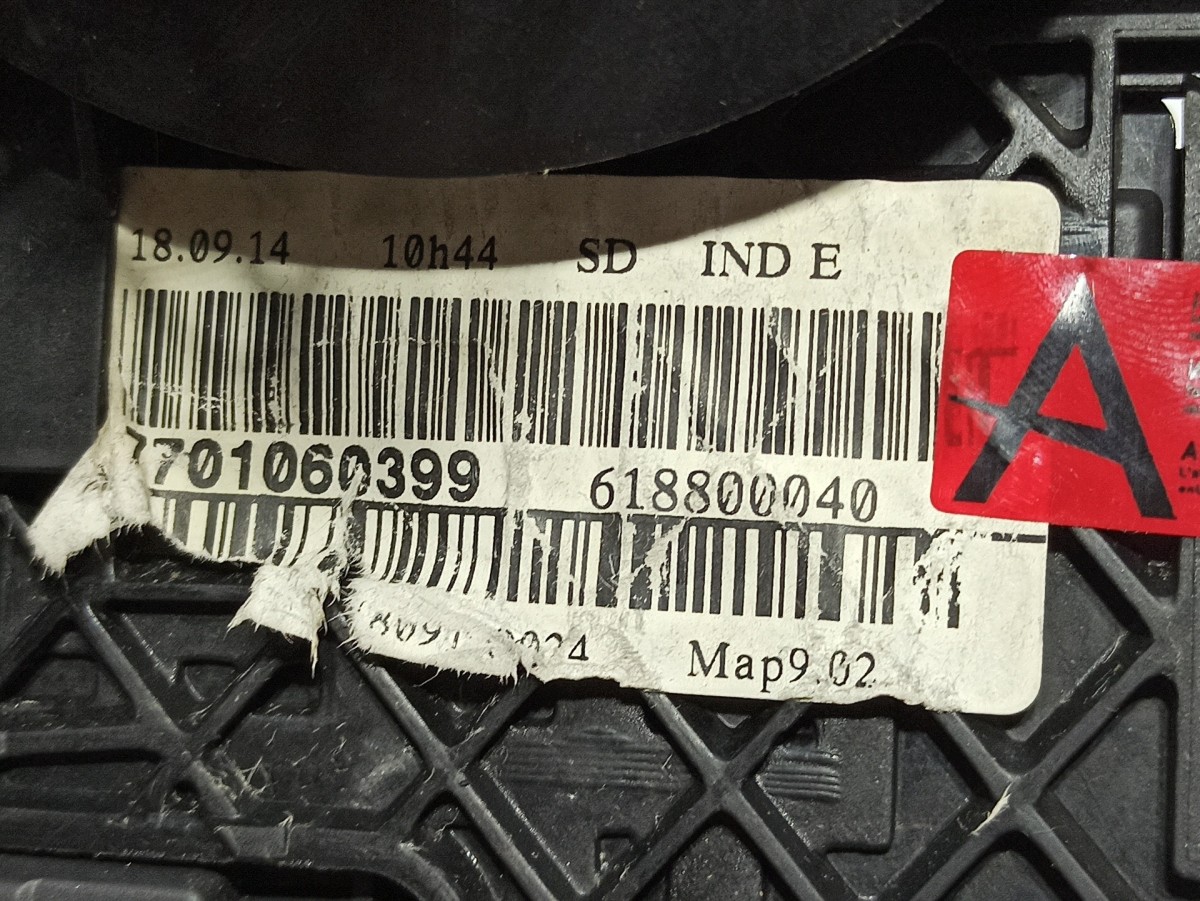 18.09.14 10h44 SD IND E
A
7701060399 618800040
Map9.02